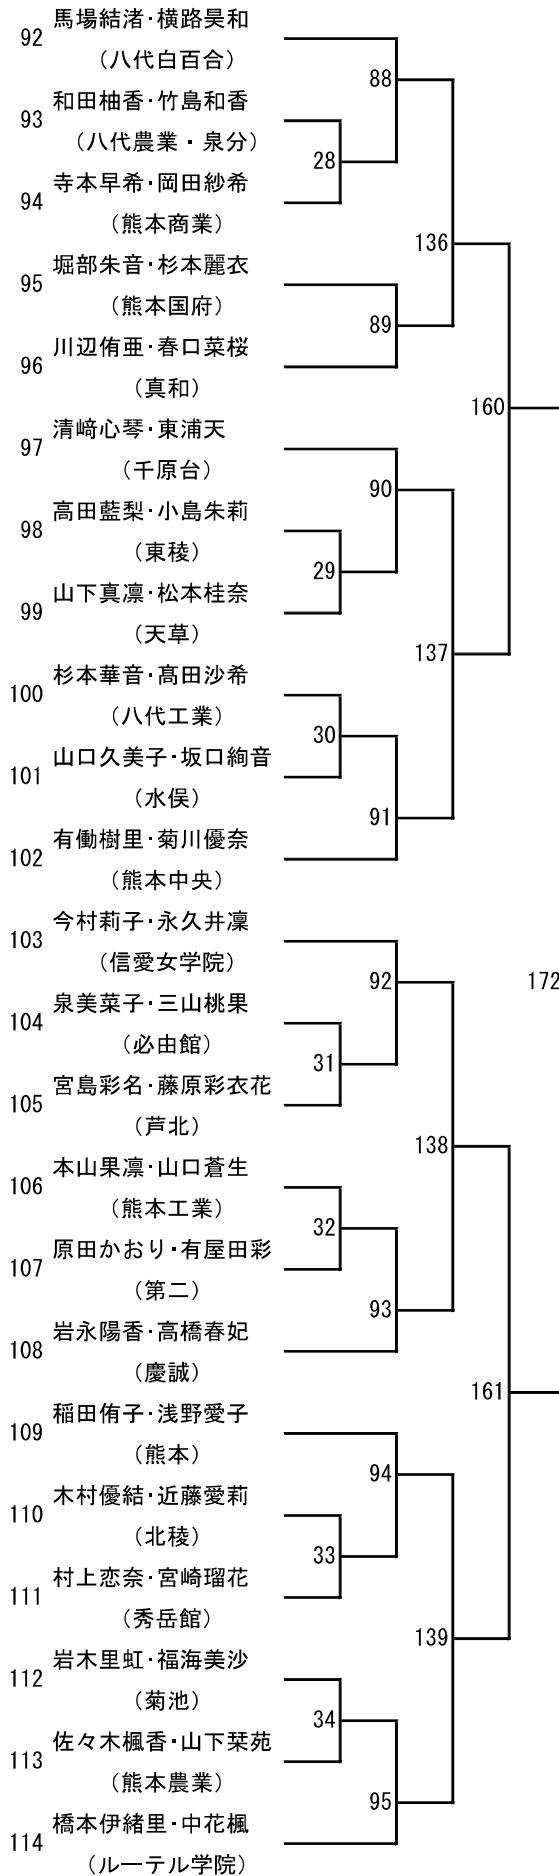 92 馬場結渚・横路昊和
(八代白百合)
88
93 和田柚香・竹島和香
(八代農業・泉分)
28
94 寺本早希・岡田紗希
(熊本商業)
136
95 堀部朱音・杉本麗衣
(熊本国府)
89
96 川辺侑亜・春口菜桜
(真和)
160
97 清﨑心琴・東浦天
(千原台)
90
98 高田藍梨・小島朱莉
(東稜)
29
99 山下真凛・松本桂奈
(天草)
137
100 杉本華音・髙田沙希
(八代工業)
30
101 山口久美子・坂口絢音
(水俣)
91
102 有働樹里・菊川優奈
(熊本中央)
103 今村莉子・永久井凜
(信愛女学院)
92
172
104 泉美菜子・三山桃果
(必由館)
31
105 宮島彩名・藤原彩衣花
(芦北)
138
106 本山果凛・山口蒼生
(熊本工業)
32
107 原田かおり・有屋田彩
(第二)
93
108 岩永陽香・高橋春妃
(慶誠)
161
109 稲田侑子・浅野愛子
(熊本)
94
110 木村優結・近藤愛莉
(北稜)
33
111 村上恋奈・宮崎瑠花
(秀岳館)
139
112 岩木里虹・福海美沙
(菊池)
34
113 佐々木楓香・山下栞苑
(熊本農業)
95
114 橋本伊緒里・中花楓
(ルーテル学院)